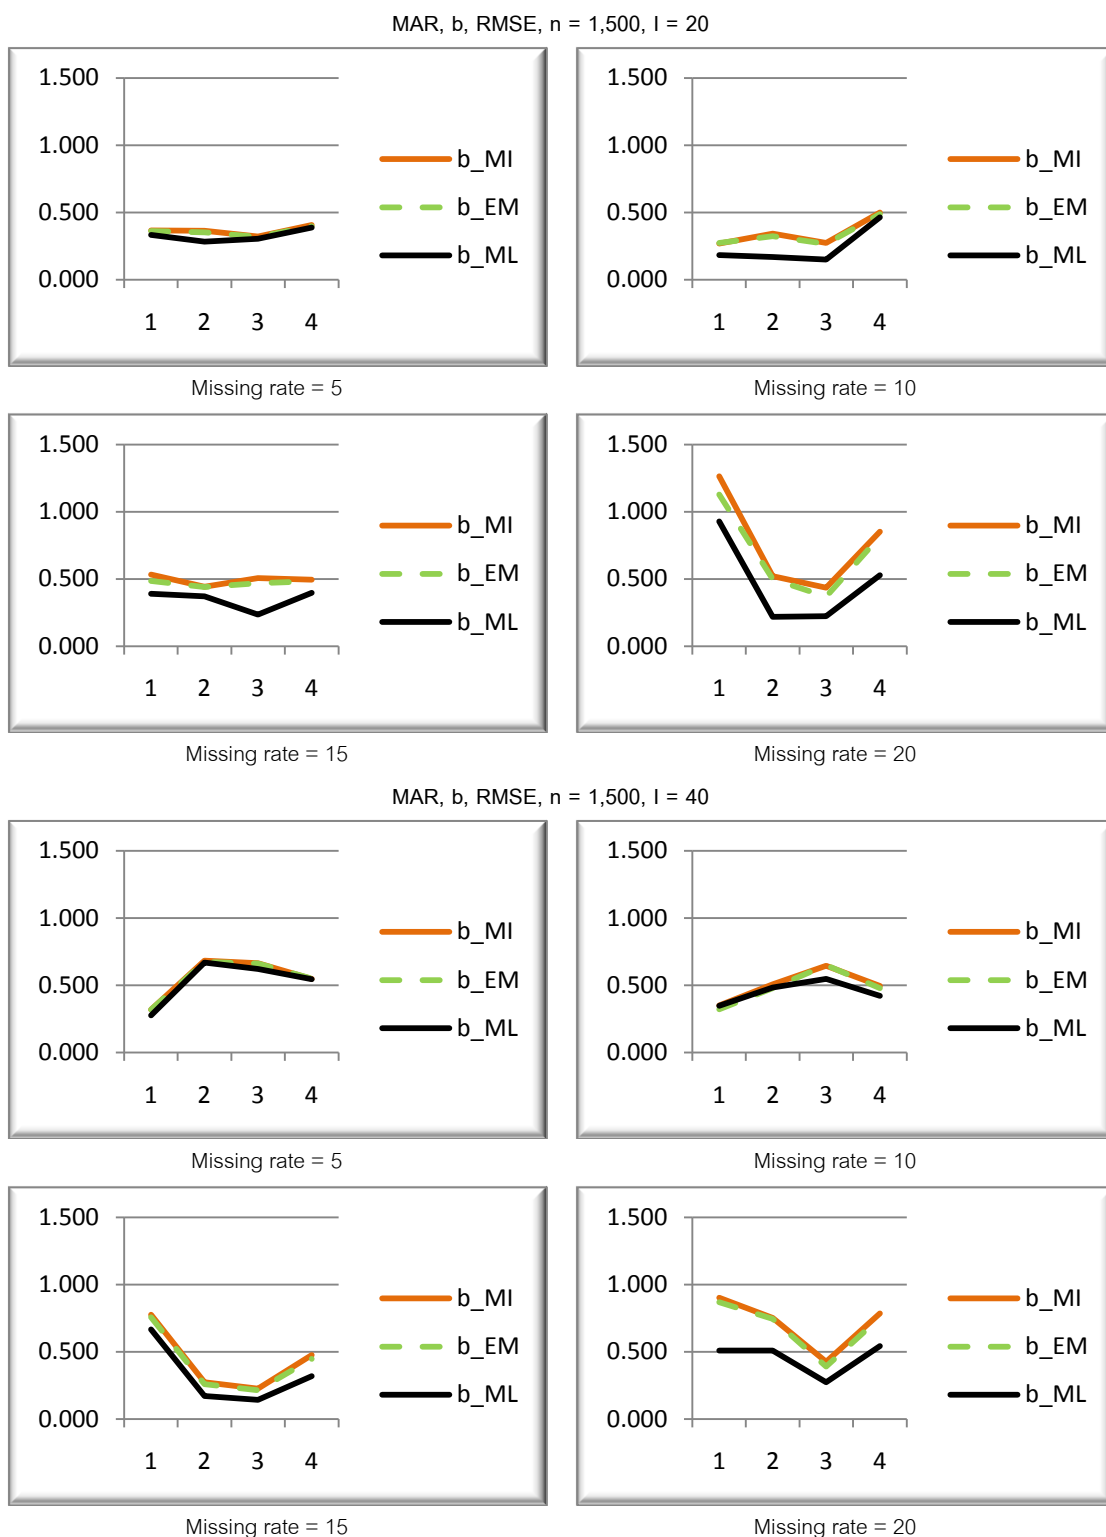 MAR, b, RMSE, n = 1,500, I = 20
1.500
1.000
0.500
0.000
1 2 3 4
b_MI
b_EM
b_ML
Missing rate = 5
1.500
1.000
0.500
0.000
1 2 3 4
b_MI
b_EM
b_ML
Missing rate = 10
1.500
1.000
0.500
0.000
1 2 3 4
b_MI
b_EM
b_ML
Missing rate = 15
1.500
1.000
0.500
0.000
1 2 3 4
b_MI
b_EM
b_ML
Missing rate = 20
MAR, b, RMSE, n = 1,500, I = 40
1.500
1.000
0.500
0.000
1 2 3 4
b_MI
b_EM
b_ML
Missing rate = 5
1.500
1.000
0.500
0.000
1 2 3 4
b_MI
b_EM
b_ML
Missing rate = 10
1.500
1.000
0.500
0.000
1 2 3 4
b_MI
b_EM
b_ML
Missing rate = 15
1.500
1.000
0.500
0.000
1 2 3 4
b_MI
b_EM
b_ML
Missing rate = 20